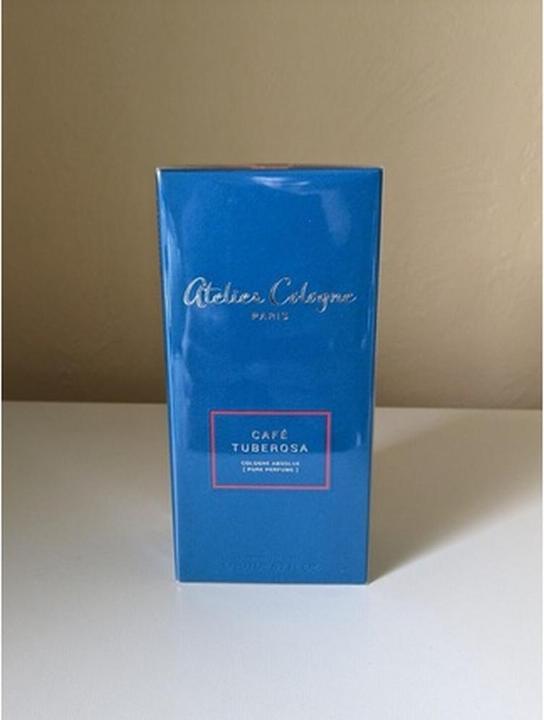 Atelier Cologne
PARIS
CAFÉ
TUBEROSA
COLOGNE ABSOLUE
[ PURE PERFUME ]